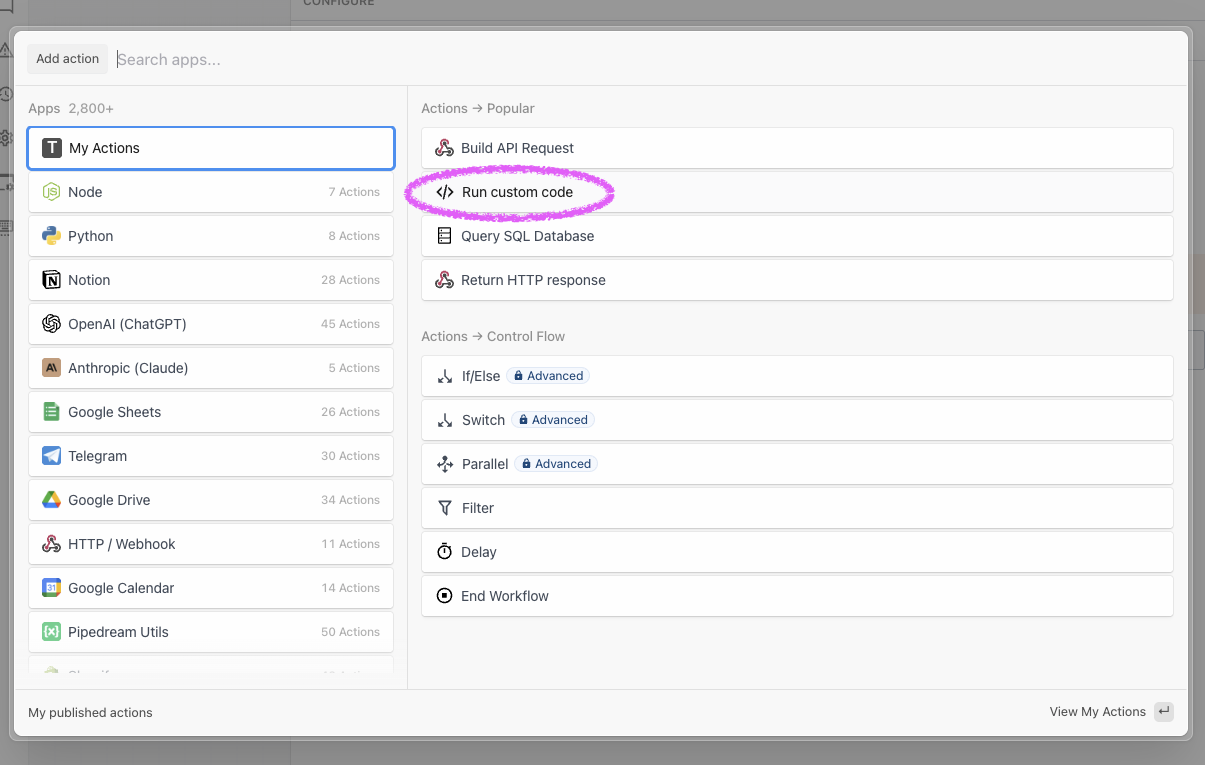 CONFIGURE
Add action
Search apps...
Apps 2,800+
My Actions
Node 7 Actions
Python 8 Actions
Notion 28 Actions
OpenAI (ChatGPT) 45 Actions
Anthropic (Claude) 5 Actions
Google Sheets 26 Actions
Telegram 30 Actions
Google Drive 34 Actions
HTTP / Webhook 11 Actions
Google Calendar 14 Actions
Pipedream Utils 50 Actions
Actions → Popular
Build API Request
Run custom code
Query SQL Database
Return HTTP response
Actions → Control Flow
If/Else Advanced
Switch Advanced
Parallel Advanced
Filter
Delay
End Workflow
My published actions
View My Actions